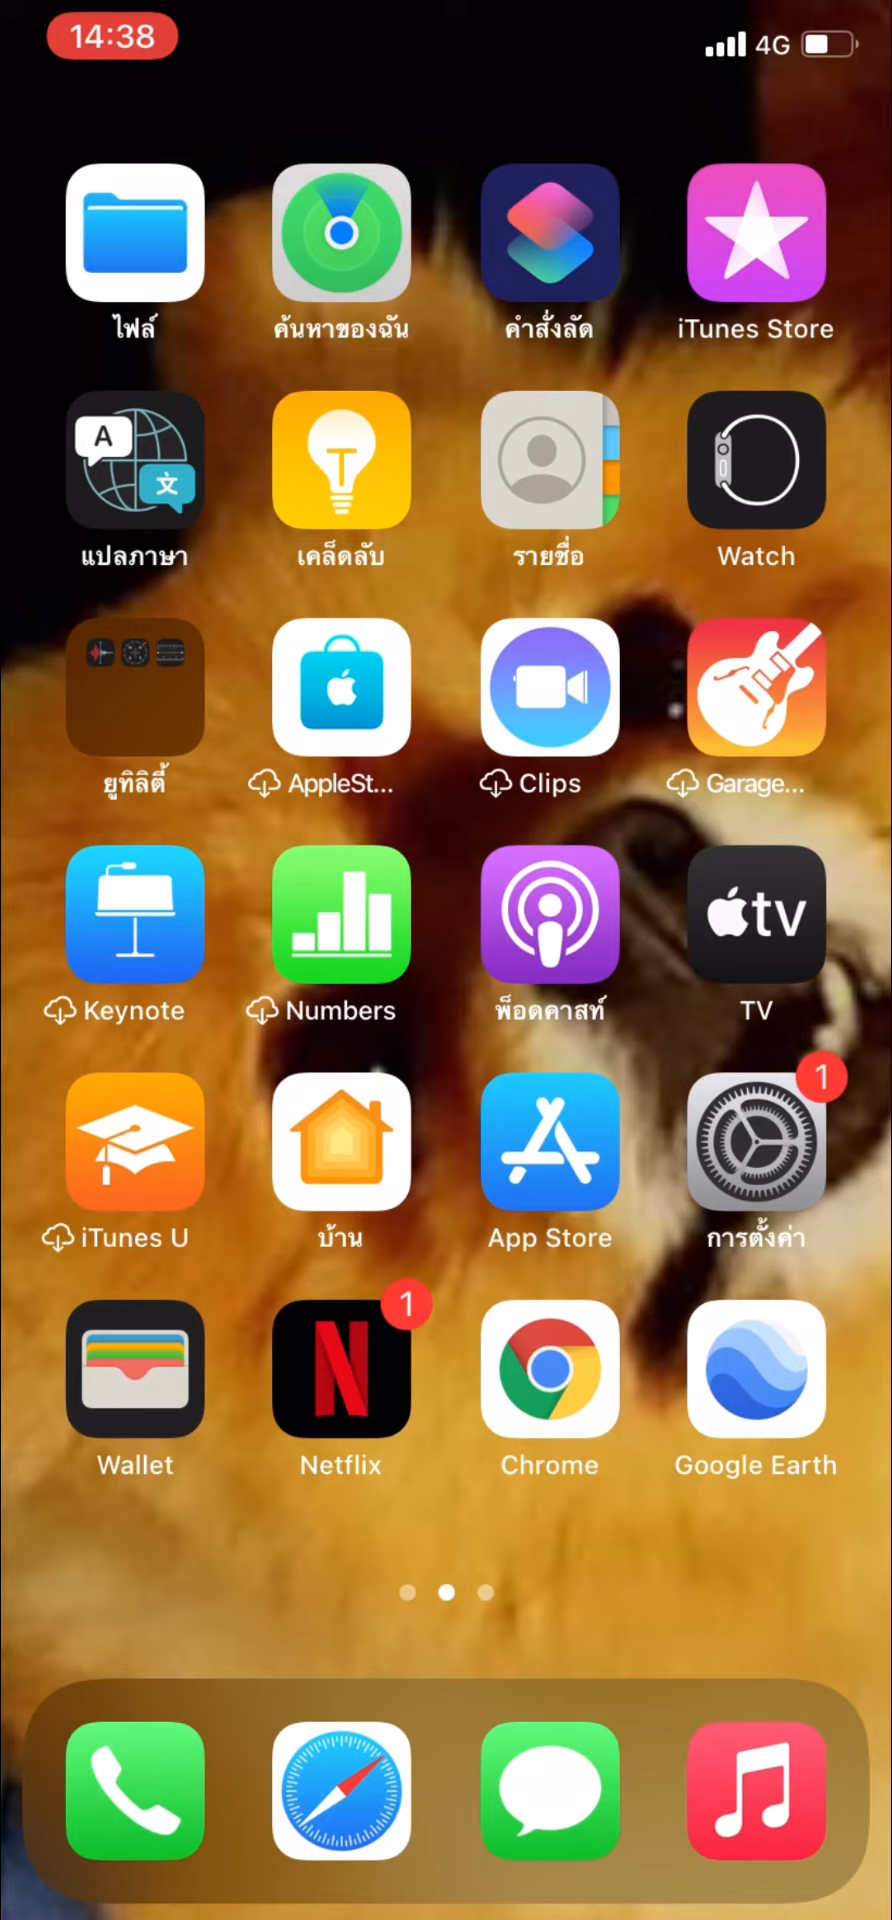 14:38
4G
ไฟล์
ค้นหาของฉัน
คำสั่งลัด
iTunes Store
A
文
แปลภาษา
เคล็ดลับ
รายชื่อ
Watch
ยูทิลิตี้
AppleSt...
Clips
Garage...
tv
Keynote
Numbers
พ็อดคาสท์
TV
1
iTunes U
บ้าน
App Store
การตั้งค่า
1
N
Wallet
Netflix
Chrome
Google Earth